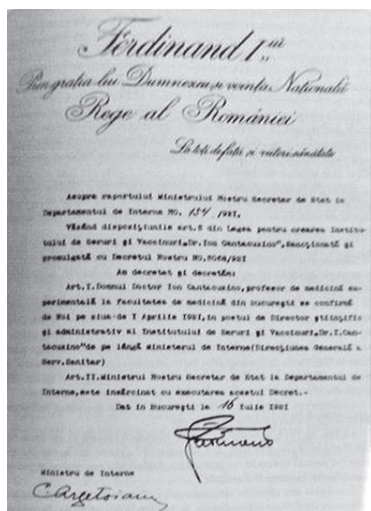 Ferdinand I.iul
Prin grația lui Dumnezeu și voința Națională
Rege al României
La toți de față și viitori sănătate
Asupra raportului Ministrului Nostru Secretar de Stat la
Departamentul de Interne No. 154/1921.
Văzând dispozițiunile art.5 din Legea pentru crearea Institu-
tului de Seruri și Vaccinuri,,Dr.Ion Cantacuzino",Sancționată și
promulgată cu Decretul Nostru
Am decretat și decretăm:
Art.I.Domnul Doctor Ion Cantacuzino,profesor de medicină ex-
perimentală la facultatea de medicină din București se confirmă
de Noi pe ziua de I Aprilie 1921,în postul de Director științific
și administrativ al Institutului de Seruri și Vaccinuri,,Dr.I.Can-
tacuzino"de pe lângă Ministerul de Interne(Direcțiunea Generală a
Serv.Sanitar)
Art.II.Ministrul Nostru Secretar de Stat la Departamentul de
Interne,este însărcinat cu executarea acestui Decret.-
Dat în București la 16 Iulie 1921
Ferdinand
Ministru de Interne
C Argetoianu